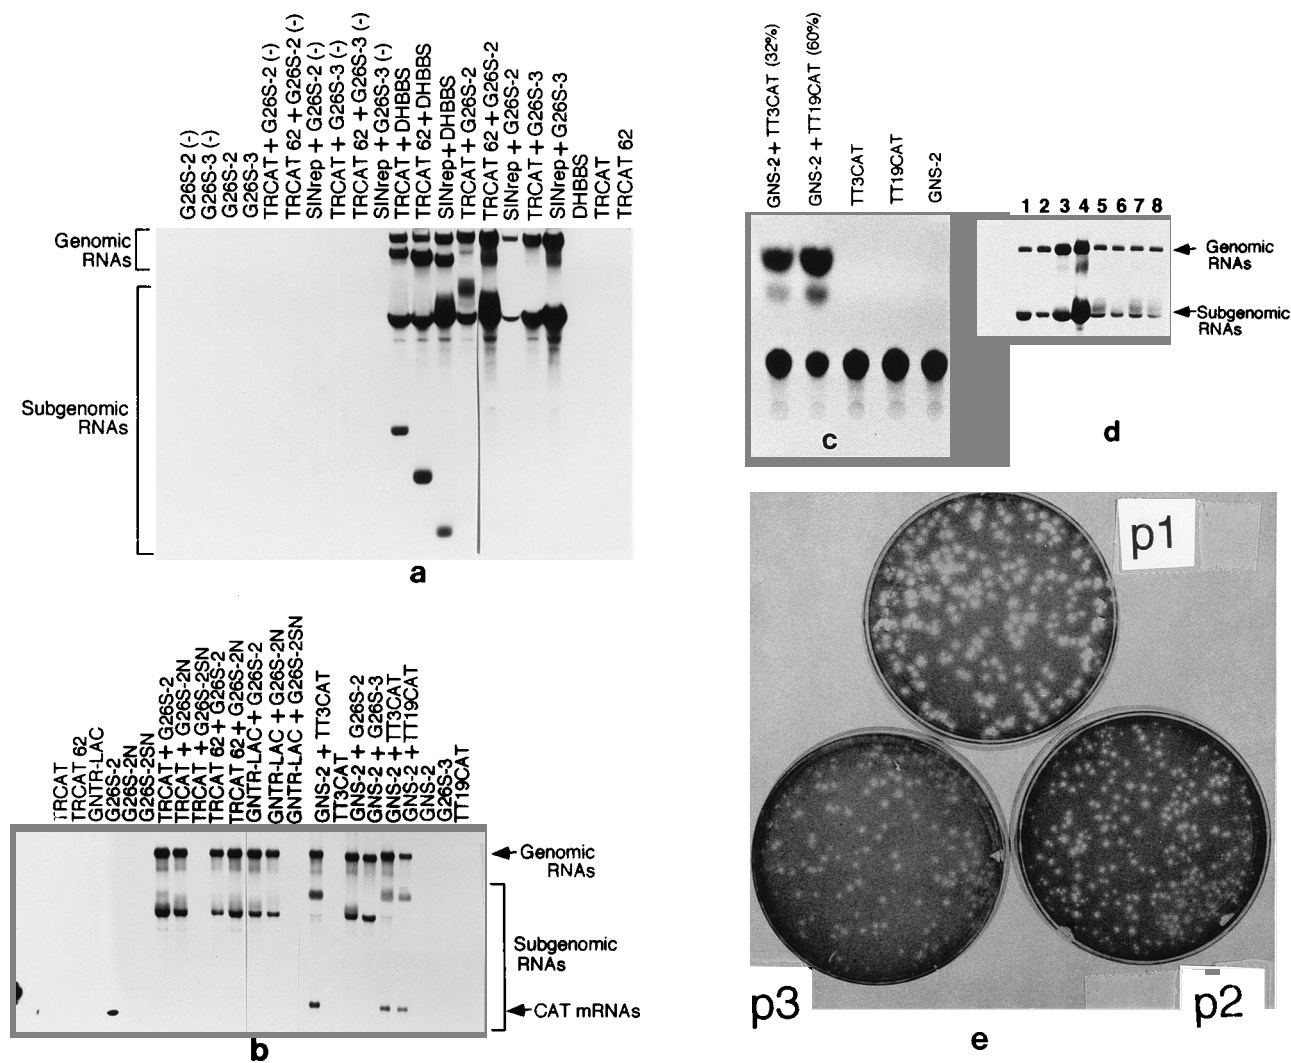 G26S-2 (-)
G26S-3 (-)
G26S-2
G26S-3
TRCAT + G26S-2 (-)
TRCAT 62 + G26S-2 (-)
SINrep + G26S-2 (-)
TRCAT + G26S-3 (-)
TRCAT 62 + G26S-3 (-)
SINrep + G26S-3 (-)
TRCAT + DHBBS
TRCAT 62 + DHBBS
SINrep + DHBBS
TRCAT + G26S-2
TRCAT 62 + G26S-2
SINrep + G26S-2
TRCAT + G26S-3
SINrep + G26S-3
DHBBS
TRCAT
TRCAT 62
Genomic
RNAs
Subgenomic
RNAs
a
TRCAT
TRCAT 62
GNTR-LAC
G26S-2
G26S-2N
G26S-2SN
TRCAT + G26S-2
TRCAT + G26S-2N
TRCAT + G26S-2SN
TRCAT 62 + G26S-2
TRCAT 62 + G26S-2N
GNTR-LAC + G26S-2
GNTR-LAC + G26S-2N
GNTR-LAC + G26S-2SN
GNS-2 + TT3CAT
TT3CAT
GNS-2 + G26S-2
GNS-2 + G26S-3
GNS-2 + TT3CAT
GNS-2 + TT19CAT
GNS-2
G26S-3
TT19CAT
Genomic
RNAs
Subgenomic
RNAs
CAT mRNAs
b
GNS-2 + TT3CAT (32%)
GNS-2 + TT19CAT (60%)
TT3CAT
TT19CAT
GNS-2
c
1 2 3 4 5 6 7 8
Genomic
RNAs
Subgenomic
RNAs
d
p1
p3
p2
e